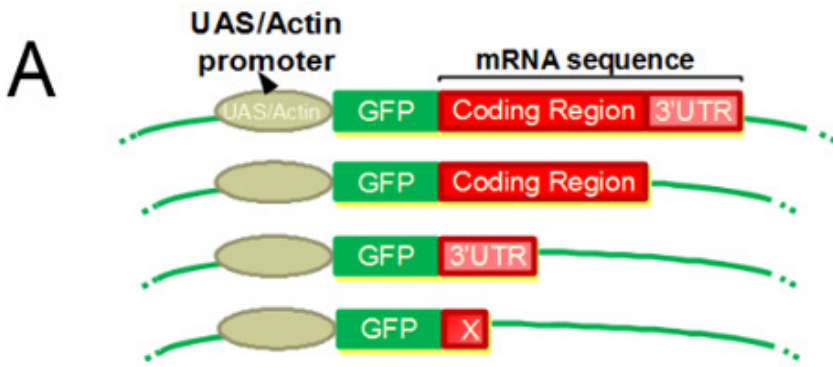 A
UAS/Actin
promoter
mRNA sequence
UAS/Actin GFP Coding Region 3'UTR
GFP Coding Region
GFP 3'UTR
GFP X